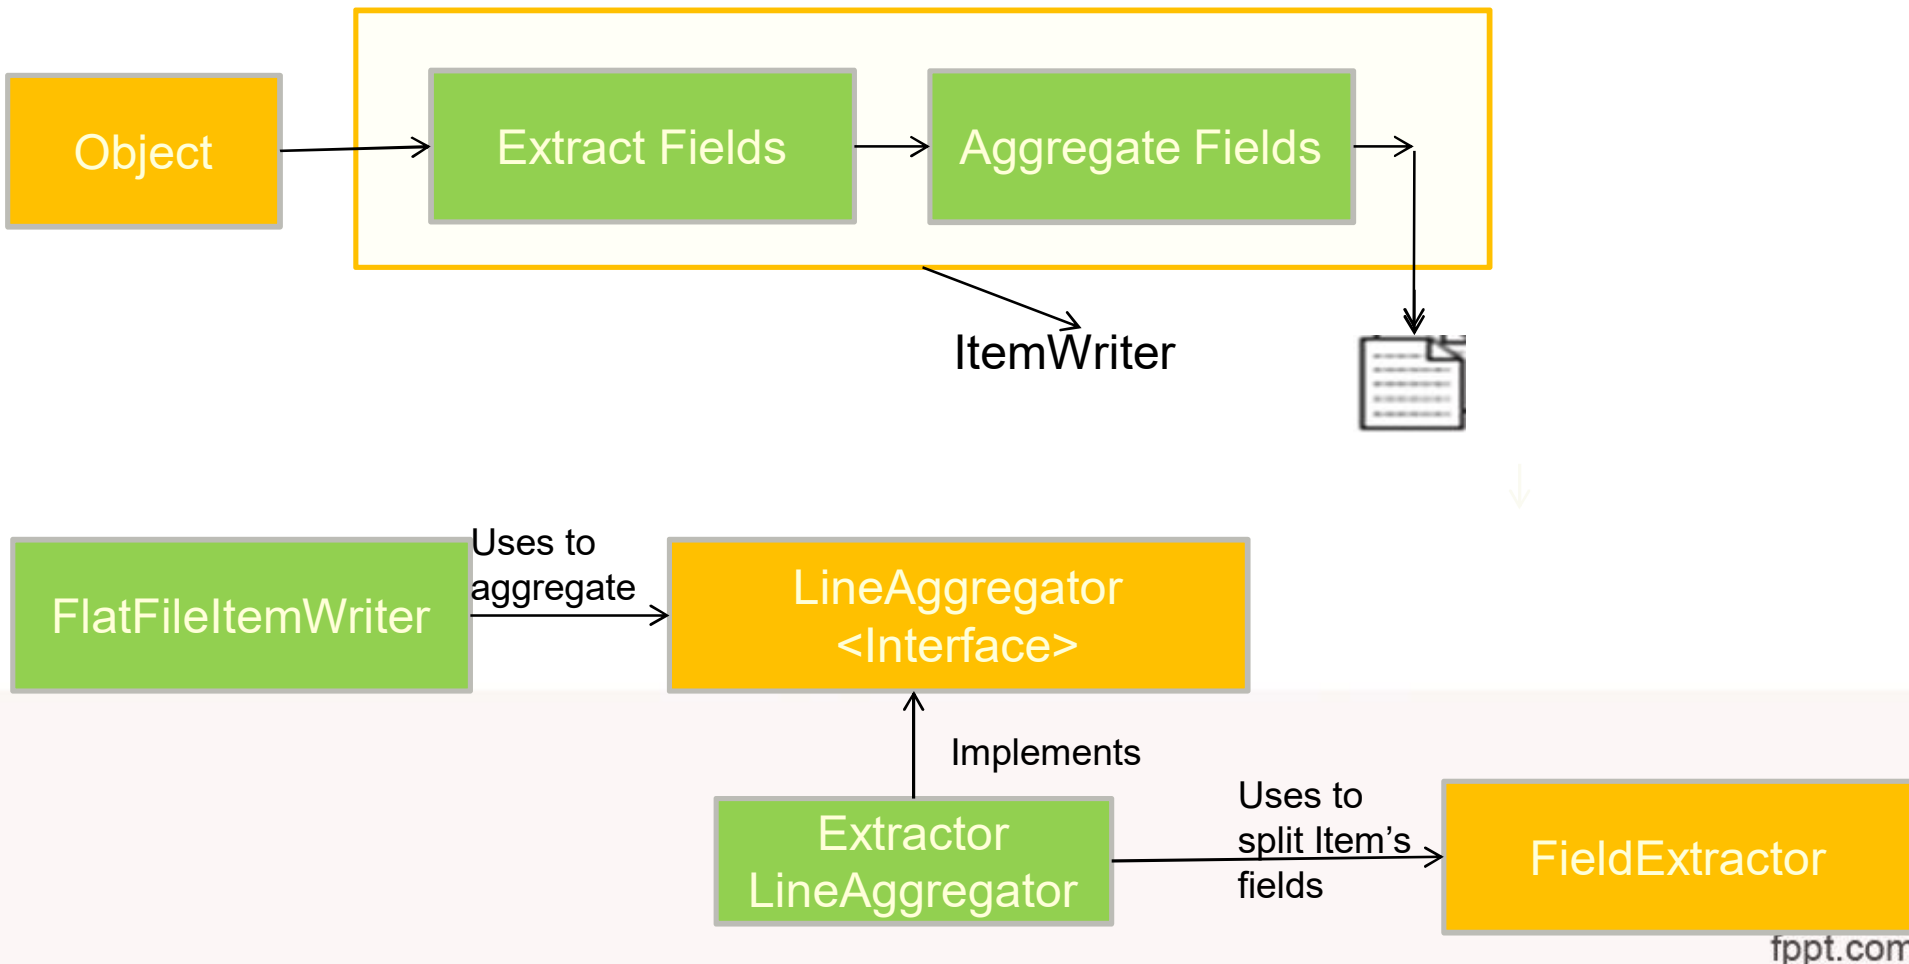 Object
Extract Fields
Aggregate Fields
ItemWriter
FlatFileItemWriter
Uses to
aggregate
LineAggregator
<Interface>
Implements
Extractor
LineAggregator
Uses to
split Item’s
fields
FieldExtractor
fppt.com